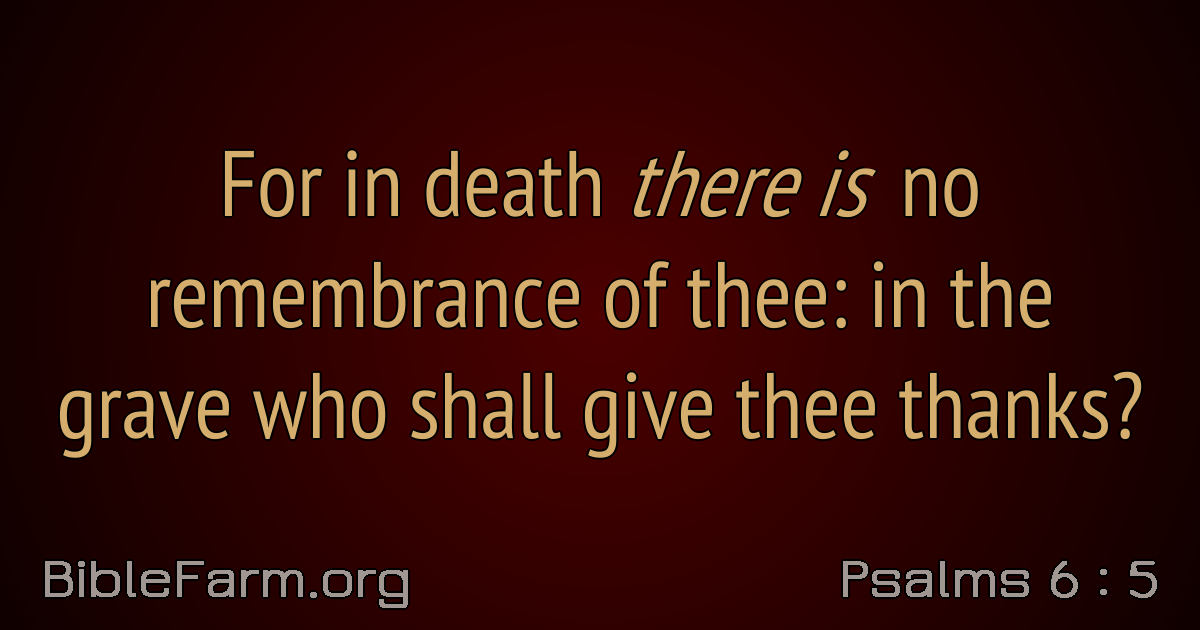 For in death there is no
remembrance of thee: in the
grave who shall give thee thanks?
BibleFarm.org
Psalms 6 : 5